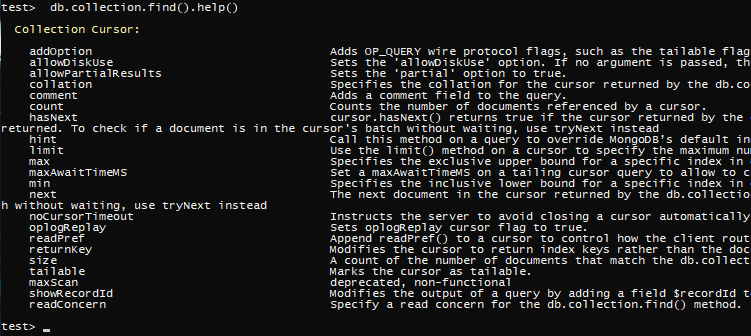 test>  db.collection.find().help()
Collection Cursor:
addOption Adds OP_QUERY wire protocol flags, such as the tailable flag
allowDiskUse Sets the 'allowDiskUse' option. If no argument is passed, th
allowPartialResults Sets the 'partial' option to true.
collation Specifies the collation for the cursor returned by the db.co
comment Adds a comment field to the query.
count Counts the number of documents referenced by a cursor.
hasNext cursor.hasNext() returns true if the cursor returned by the
returned. To check if a document is in the cursor's batch without waiting, use tryNext instead
hint Call this method on a query to override MongoDB's default in
limit Use the limit() method on a cursor to specify the maximum nu
max Specifies the exclusive upper bound for a specific index in
maxAwaitTimeMS Set a maxAwaitTimeMS on a tailing cursor query to allow to c
min Specifies the inclusive lower bound for a specific index in
next The next document in the cursor returned by the db.collection
h without waiting, use tryNext instead
noCursorTimeout Instructs the server to avoid closing a cursor automatically
oplogReplay Sets oplogReplay cursor flag to true.
readPref Append readPref() to a cursor to control how the client rout
returnKey Modifies the cursor to return index keys rather than the doc
size A count of the number of documents that match the db.collect
tailable Marks the cursor as tailable.
maxScan deprecated, non-functional
showRecordId Modifies the output of a query by adding a field $recordId t
readConcern Specify a read concern for the db.collection.find() method.
test>